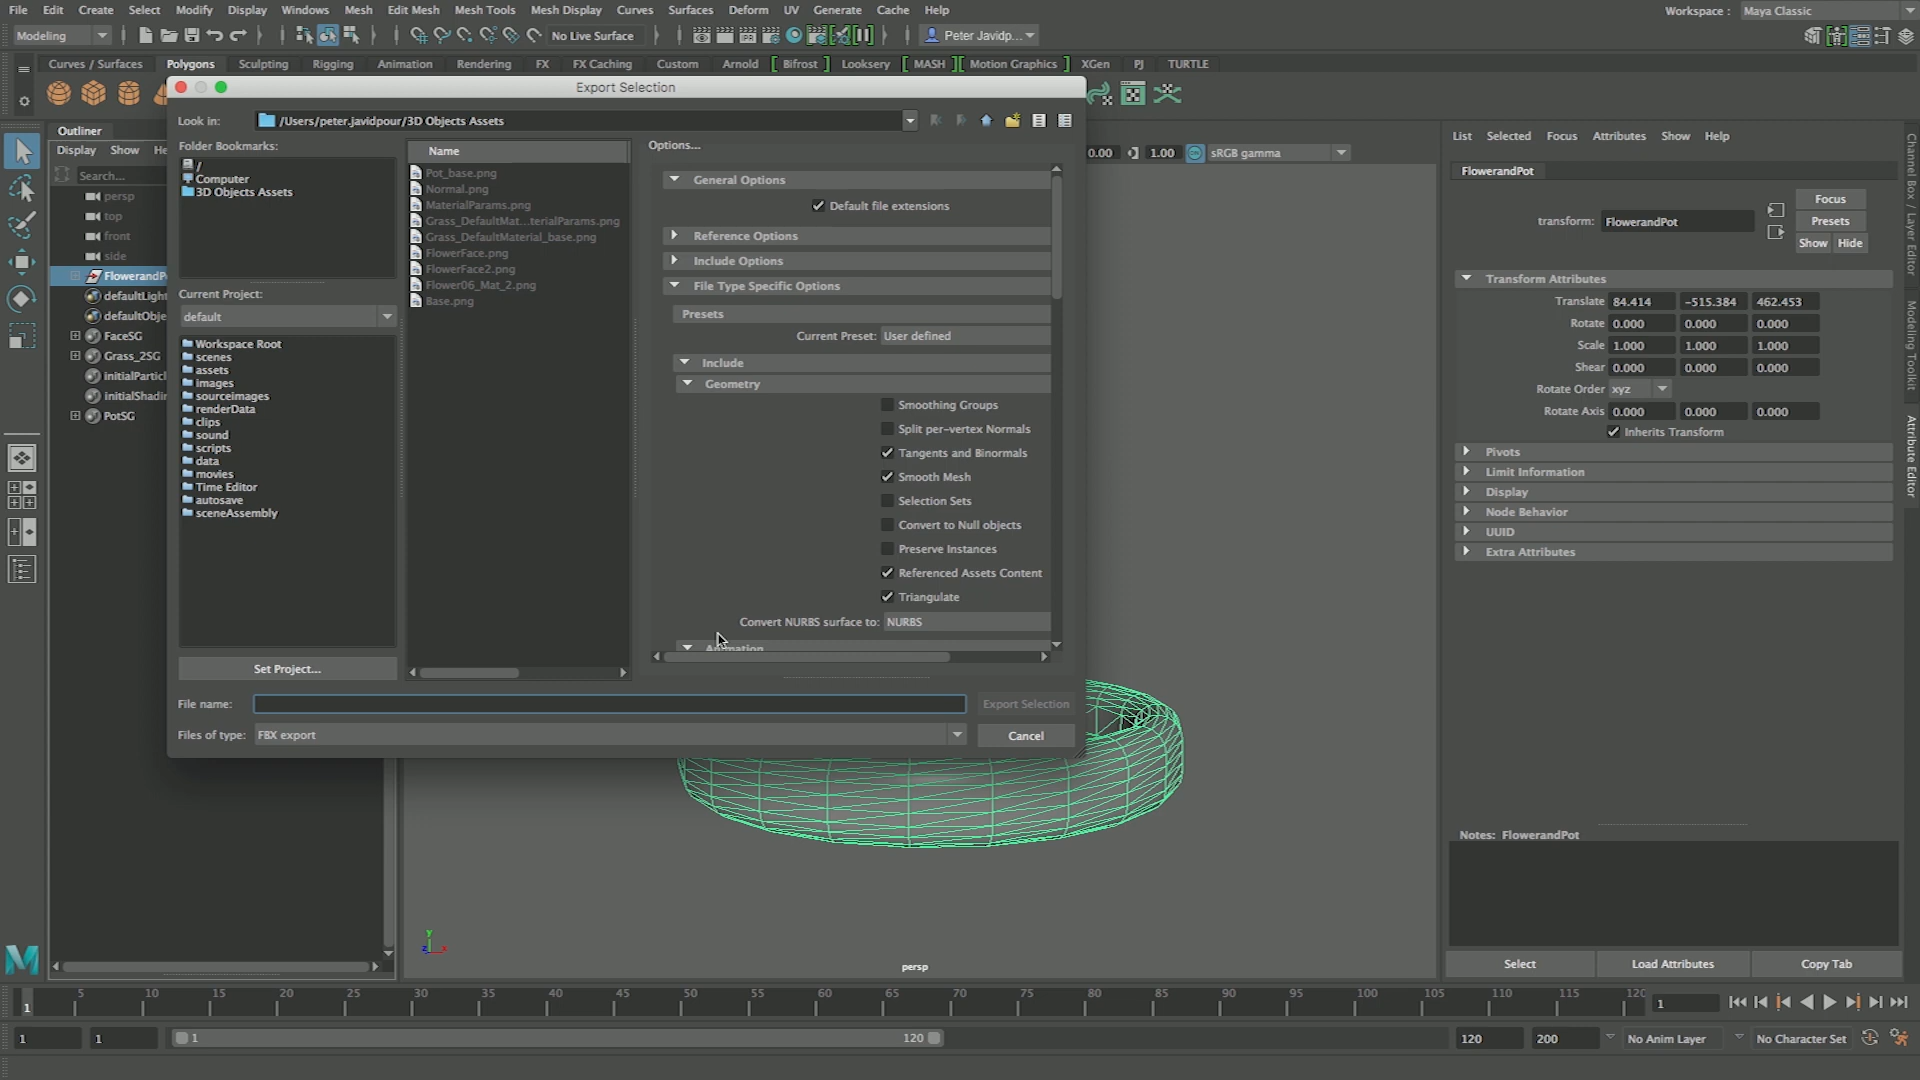 File Edit Create Select Modify Display Windows Mesh Edit Mesh Mesh Tools Mesh Display Curves Surfaces Deform UV Generate Cache Help Workspace : Maya Classic
Modeling No Live Surface Peter Javidp...
Curves / Surfaces Polygons Sculpting Rigging Animation Rendering FX FX Caching Custom Arnold Bifrost Looksery MASH Motion Graphics XGen PJ TURTLE
Export Selection
Look in: /Users/peter.javidpour/3D Objects Assets
Folder Bookmarks:
/
Computer
3D Objects Assets
Current Project:
default
Workspace Root
scenes
assets
images
sourceimages
renderData
clips
sound
scripts
data
movies
Time Editor
autosave
sceneAssembly
Set Project...
Name
Pot_base.png
Normal.png
MaterialParams.png
Grass_DefaultMat...terialParams.png
Grass_DefaultMaterial_base.png
FlowerFace.png
FlowerFace2.png
Flower06_Mat_2.png
Base.png
Options...
General Options
Default file extensions
Reference Options
Include Options
File Type Specific Options
Presets
Current Preset: User defined
Include
Geometry
Smoothing Groups
Split per-vertex Normals
Tangents and Binormals
Smooth Mesh
Selection Sets
Convert to Null objects
Preserve Instances
Referenced Assets Content
Triangulate
Convert NURBS surface to: NURBS
Animation
File name: Export Selection
Files of type: FBX export Cancel
Outliner
Display Show He
Search...
persp
top
front
side
FlowerandP
defaultLight
defaultObje
FaceSG
Grass_2SG
initialPartic
initialShadi
PotSG
0.00 1.00 ON sRGB gamma
persp
y
z x
List Selected Focus Attributes Show Help
FlowerandPot
transform: FlowerandPot
Focus
Presets
Show Hide
Transform Attributes
Translate 84.414 -515.384 462.453
Rotate 0.000 0.000 0.000
Scale 1.000 1.000 1.000
Shear 0.000 0.000 0.000
Rotate Order xyz
Rotate Axis 0.000 0.000 0.000
Inherits Transform
Pivots
Limit Information
Display
Node Behavior
UUID
Extra Attributes
Notes: FlowerandPot
Select Load Attributes Copy Tab
Channel Box / Layer Editor
Modeling Toolkit
Attribute Editor
1 5 10 15 20 25 30 35 40 45 50 55 60 65 70 75 80 85 90 95 100 105 110 115 120 1
1 1 1 120 120 200 No Anim Layer No Character Set